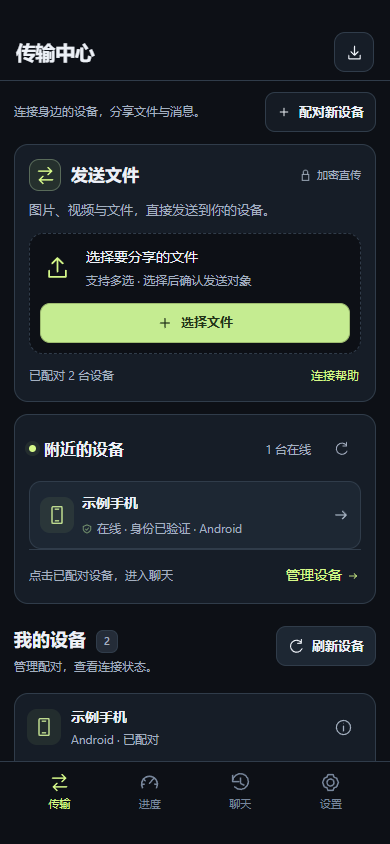 传输中心
连接身边的设备，分享文件与消息。
+ 配对新设备
发送文件
加密直传
图片、视频与文件，直接发送到你的设备。
选择要分享的文件
支持多选 · 选择后确认发送对象
+ 选择文件
已配对 2 台设备
连接帮助
附近的设备
1 台在线
示例手机
在线 · 身份已验证 · Android
点击已配对设备，进入聊天
管理设备 →
我的设备 2
刷新设备
管理配对，查看连接状态。
示例手机
Android · 已配对
传输
进度
聊天
设置